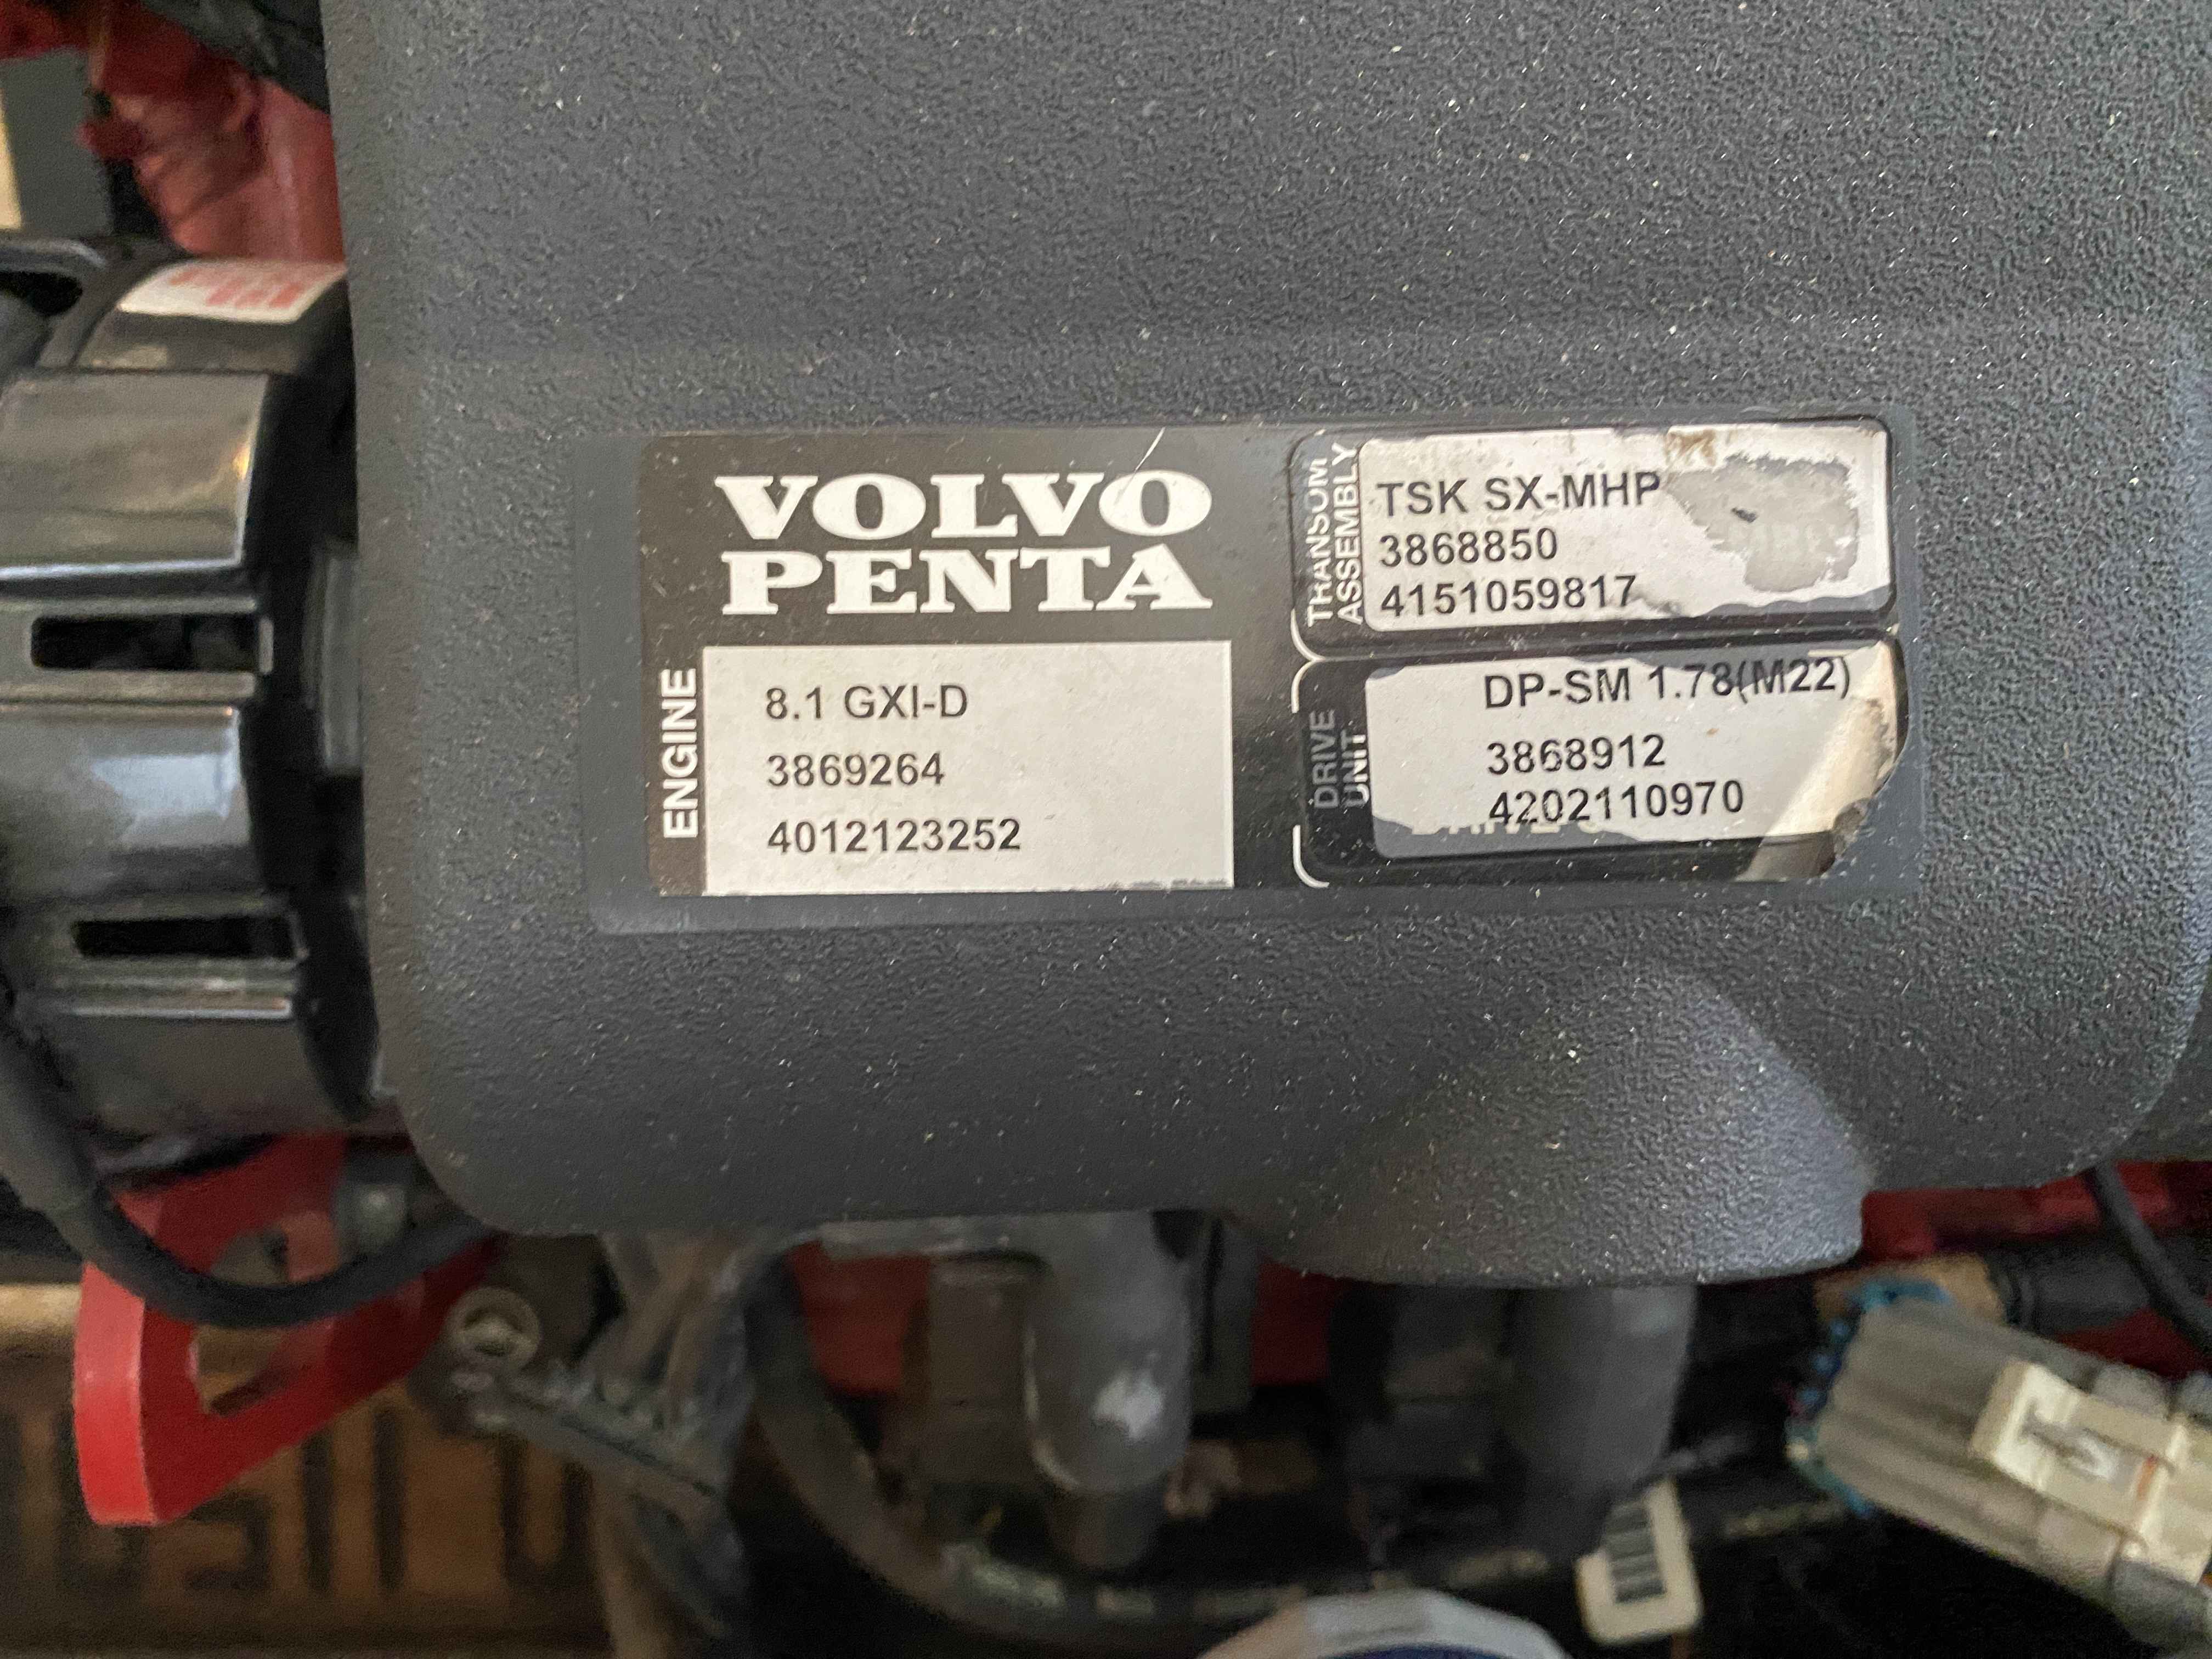 VOLVO
PENTA
ENGINE
8.1 GXI-D
3869264
4012123252
TRANSOM
ASSEMBLY
TSK SX-MHP
3868850
4151059817
DRIVE
UNIT
DP-SM 1.78(M22)
3868912
4202110970